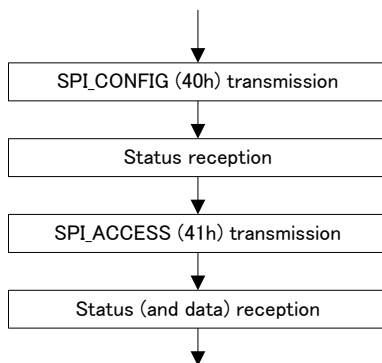 SPI_CONFIG (40h) transmission
Status reception
SPI_ACCESS (41h) transmission
Status (and data) reception